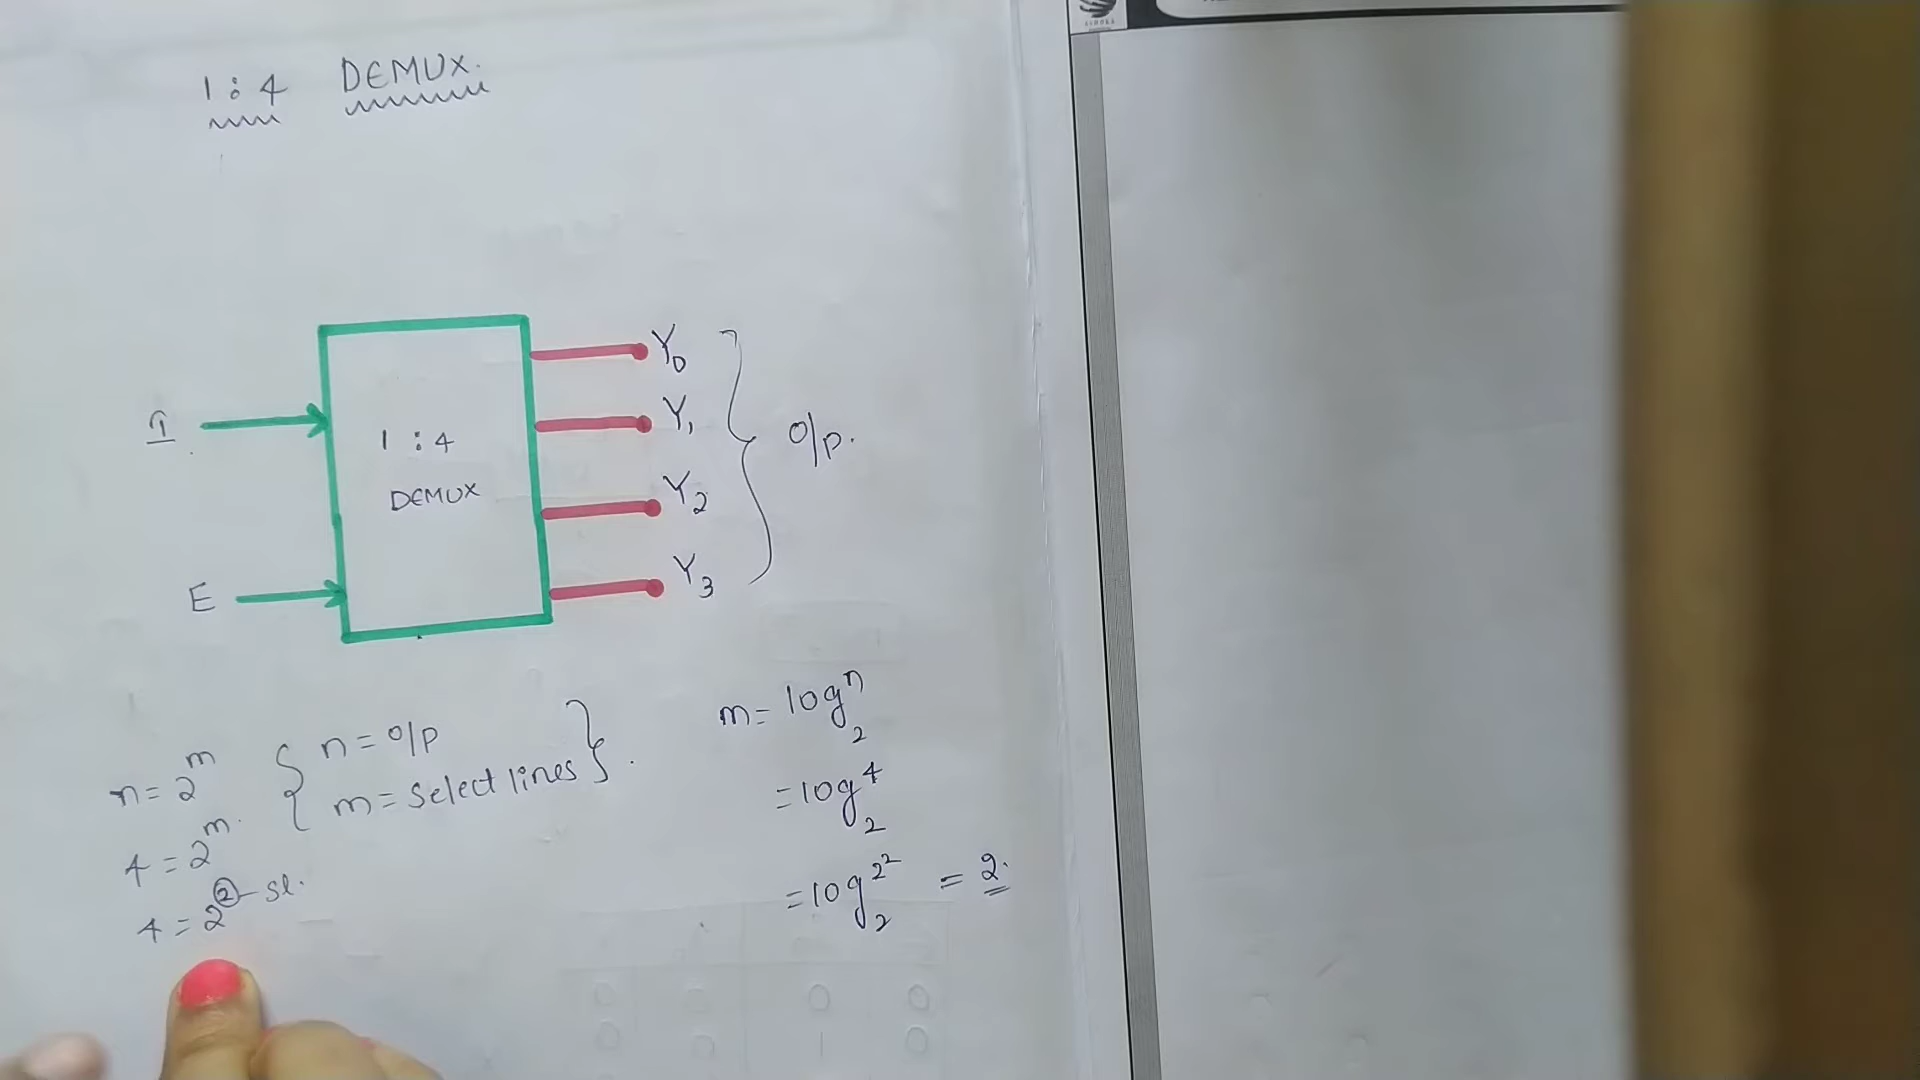 1 : 4 DEMUX.
Y₀
I
Y₁
1 : 4
DEMUX
o/p.
Y₂
E
Y₃
n = 2^m { n = o/p
m = select lines } .
4 = 2^m.
4 = 2^② - sl.
m = log₂^n
= log₂^4
= log₂^2^2 = 2.